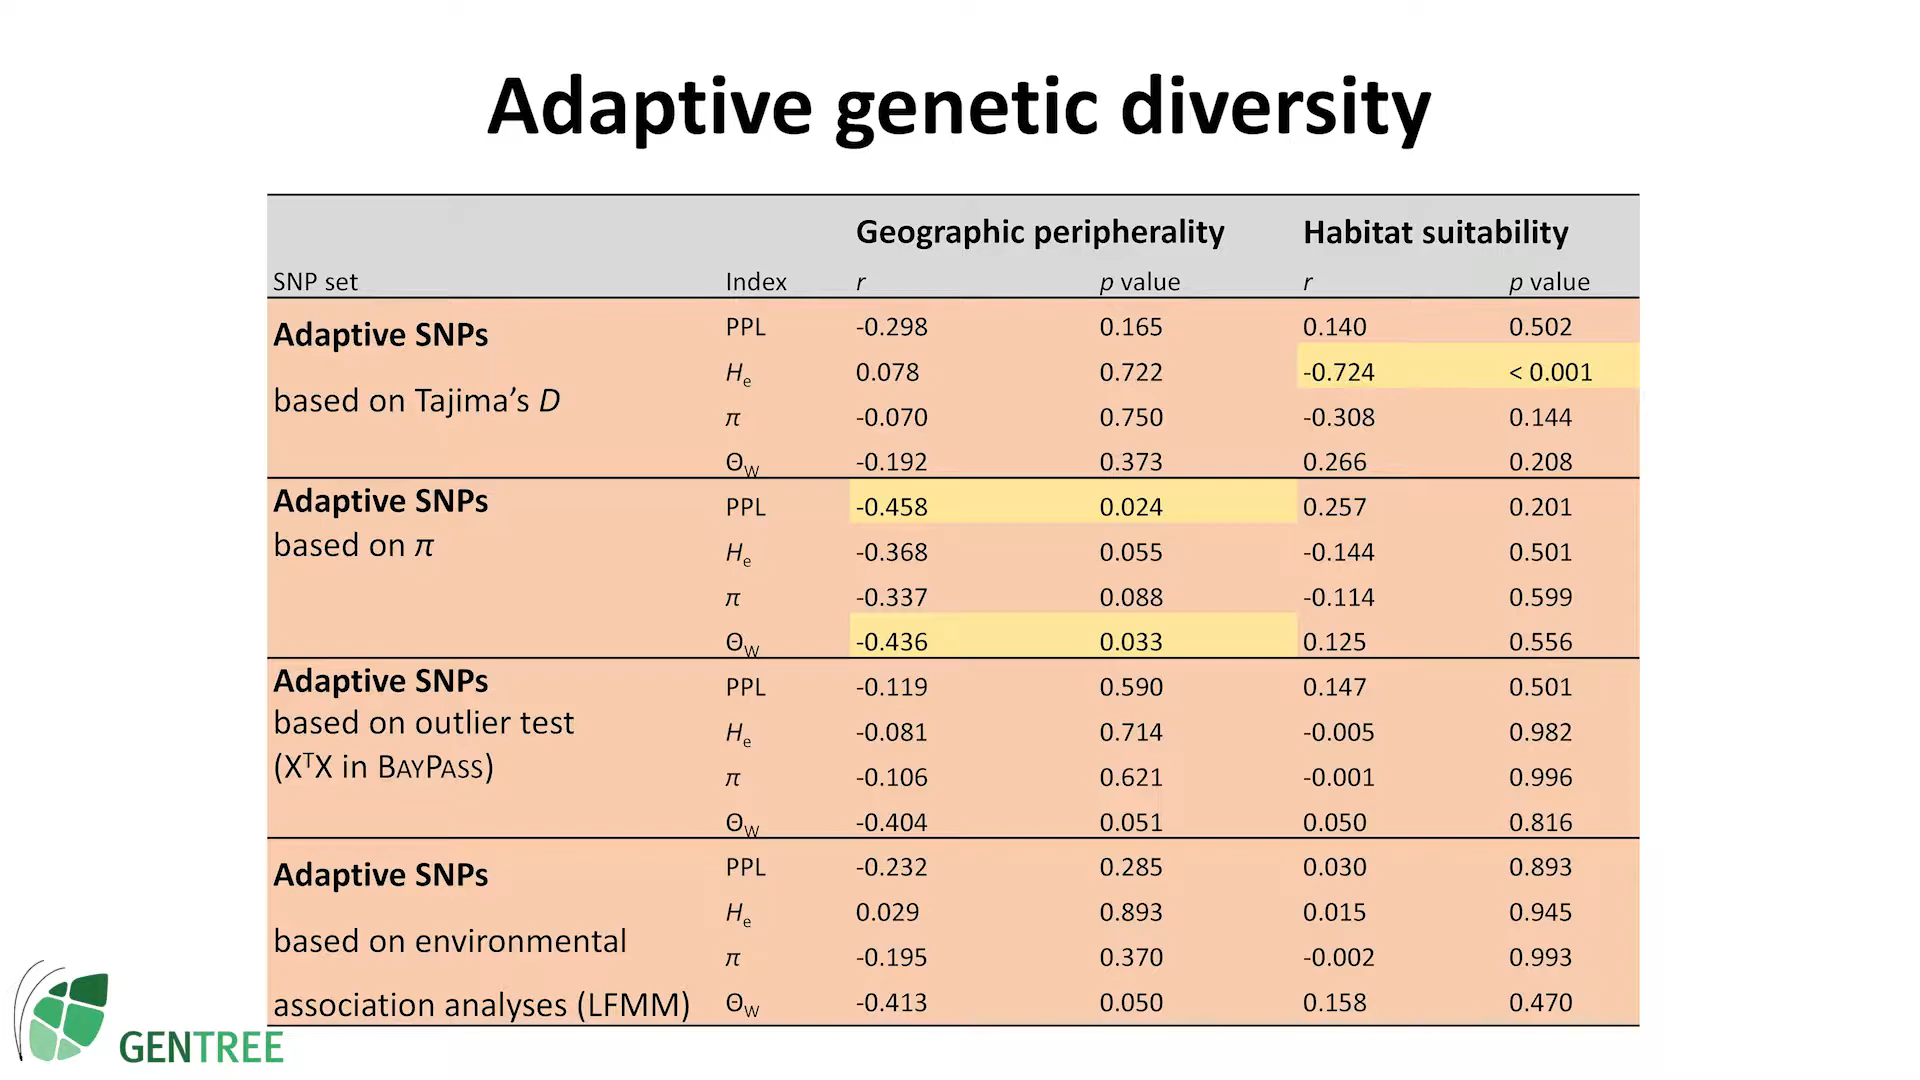 Adaptive genetic diversity
Geographic peripherality Habitat suitability
SNP set Index r p value r p value
Adaptive SNPs
based on Tajima’s D
PPL -0.298 0.165 0.140 0.502
He 0.078 0.722 -0.724 < 0.001
π -0.070 0.750 -0.308 0.144
ΘW -0.192 0.373 0.266 0.208
Adaptive SNPs
based on π
PPL -0.458 0.024 0.257 0.201
He -0.368 0.055 -0.144 0.501
π -0.337 0.088 -0.114 0.599
ΘW -0.436 0.033 0.125 0.556
Adaptive SNPs
based on outlier test
(XTX in BAYPASS)
PPL -0.119 0.590 0.147 0.501
He -0.081 0.714 -0.005 0.982
π -0.106 0.621 -0.001 0.996
ΘW -0.404 0.051 0.050 0.816
Adaptive SNPs
based on environmental
association analyses (LFMM)
PPL -0.232 0.285 0.030 0.893
He 0.029 0.893 0.015 0.945
π -0.195 0.370 -0.002 0.993
ΘW -0.413 0.050 0.158 0.470
GENTREE